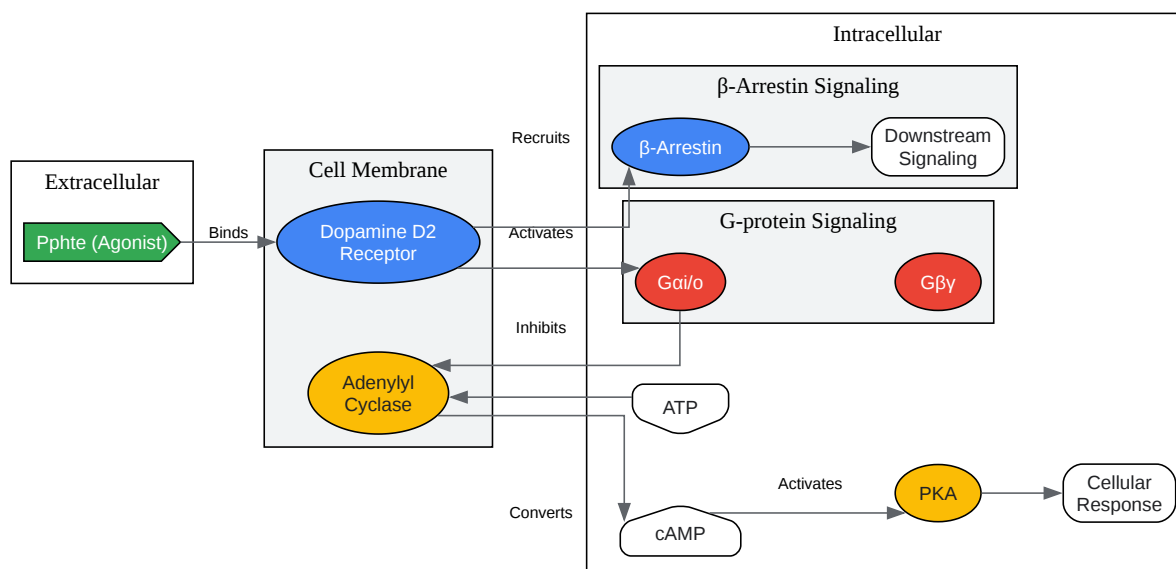 Intracellular
β-Arrestin Signaling
Recruits
β-Arrestin
Downstream
Signaling
Extracellular
Cell Membrane
Pphte (Agonist)
Binds
Dopamine D2
Receptor
Activates
G-protein Signaling
Gαi/o
Gβγ
Inhibits
Adenylyl
Cyclase
ATP
Converts
cAMP
Activates
PKA
Cellular
Response